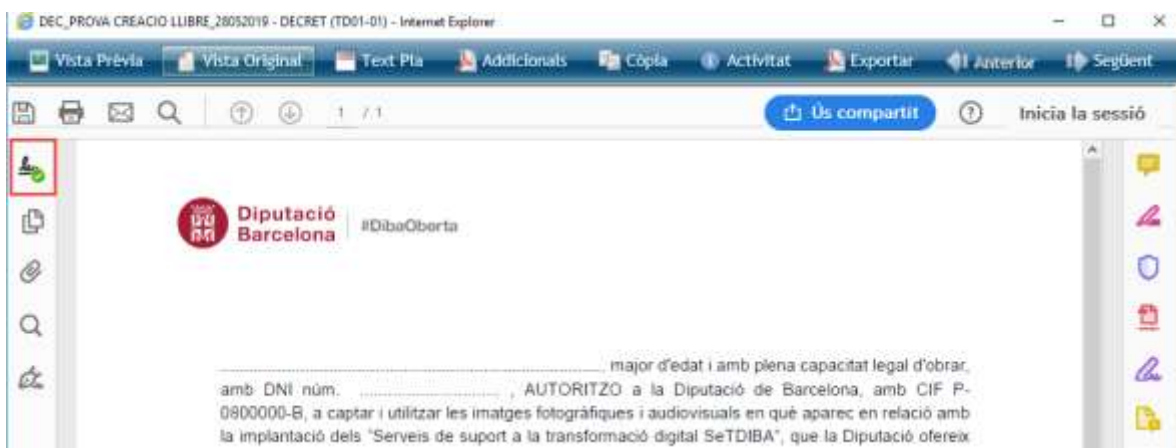 DEC_PROVA CREACIO LLIBRE_28052019 - DECRET (TD01-01) - Internet Explorer
Vista Prèvia Vista Original Text Pla Addicionals Còpia Activitat Exportar Anterior Següent
1 / 1 Ús compartit Inicia la sessió
Diputació
Barcelona
#DibaOberta
........................................................................................, major d'edat i amb plena capacitat legal d'obrar,
amb DNI núm. ................................ , AUTORITZO a la Diputació de Barcelona, amb CIF P-
0800000-B, a captar i utilitzar les imatges fotogràfiques i audiovisuals en què aparec en relació amb
la implantació dels "Serveis de suport a la transformació digital SeTDIBA", que la Diputació ofereix